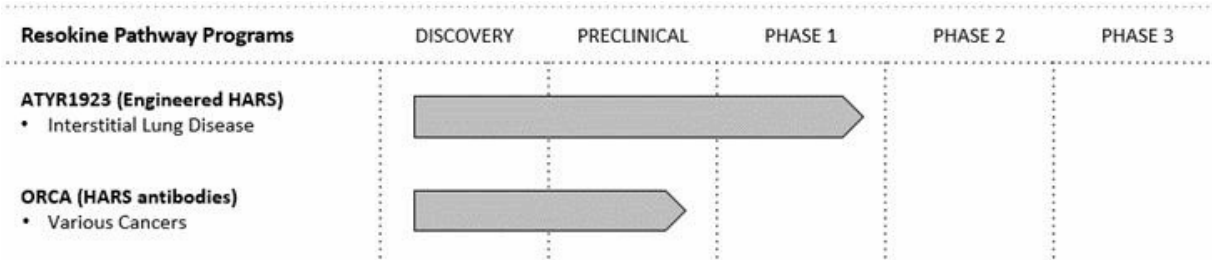 Resokine Pathway Programs DISCOVERY PRECLINICAL PHASE 1 PHASE 2 PHASE 3
ATYR1923 (Engineered HARS)
• Interstitial Lung Disease
ORCA (HARS antibodies)
• Various Cancers